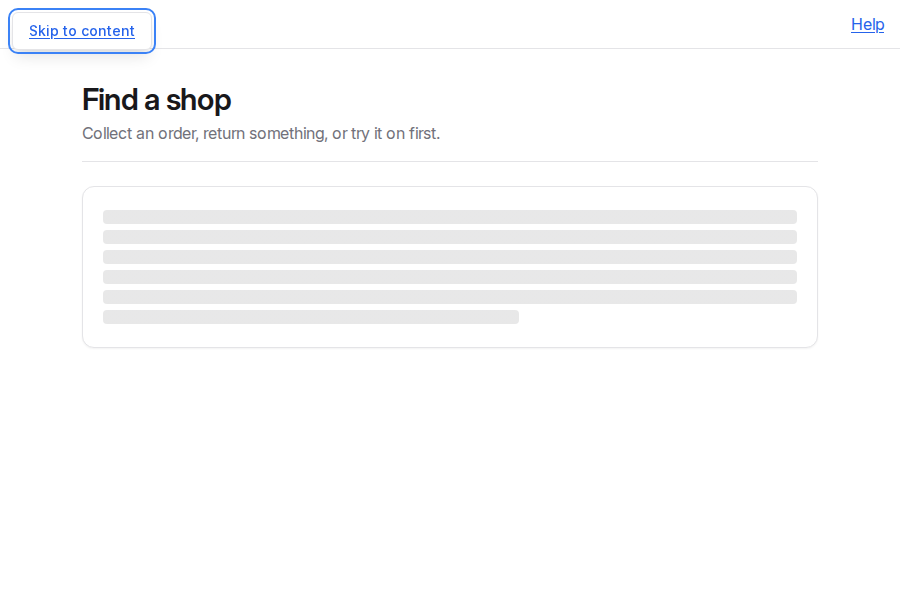 Skip to content
Help
Find a shop
Collect an order, return something, or try it on first.